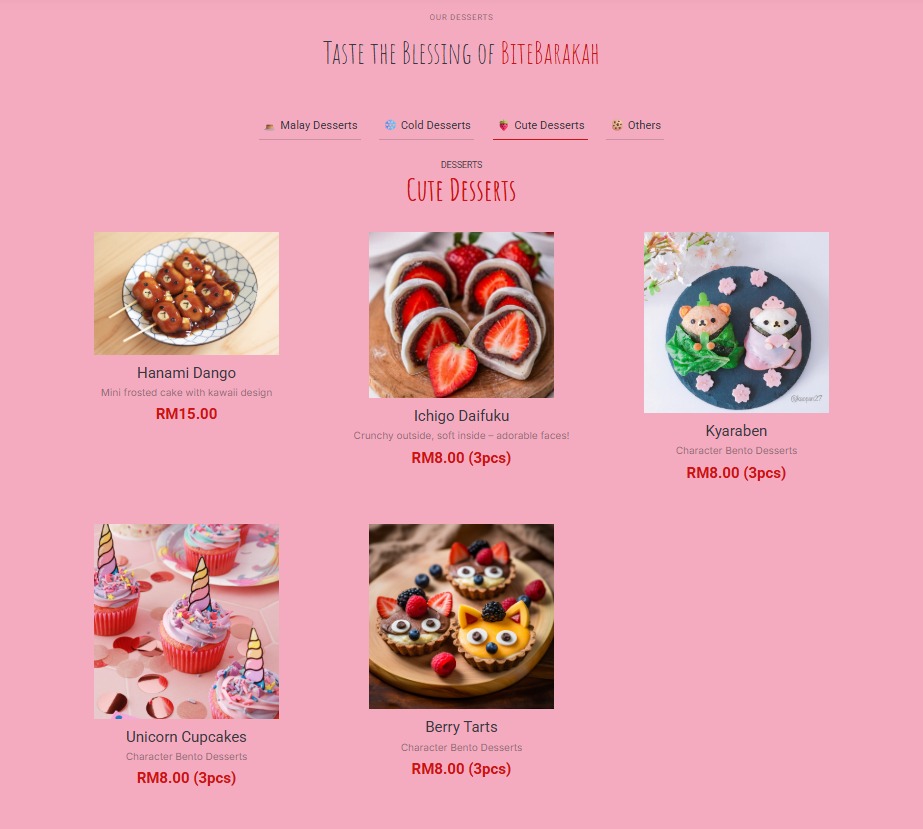 OUR DESSERTS
Taste the Blessing of BiteBarakah
Malay Desserts
Cold Desserts
Cute Desserts
Others
DESSERTS
Cute Desserts
Hanami Dango
Mini frosted cake with kawaii design
RM15.00
Ichigo Daifuku
Crunchy outside, soft inside – adorable faces!
RM8.00 (3pcs)
Kyaraben
Character Bento Desserts
RM8.00 (3pcs)
Unicorn Cupcakes
Character Bento Desserts
RM8.00 (3pcs)
Berry Tarts
Character Bento Desserts
RM8.00 (3pcs)